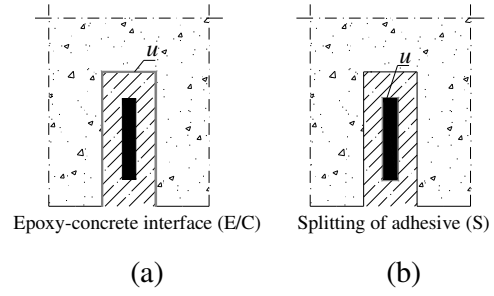 u
u
Epoxy-concrete interface (E/C)
Splitting of adhesive (S)
(a)
(b)